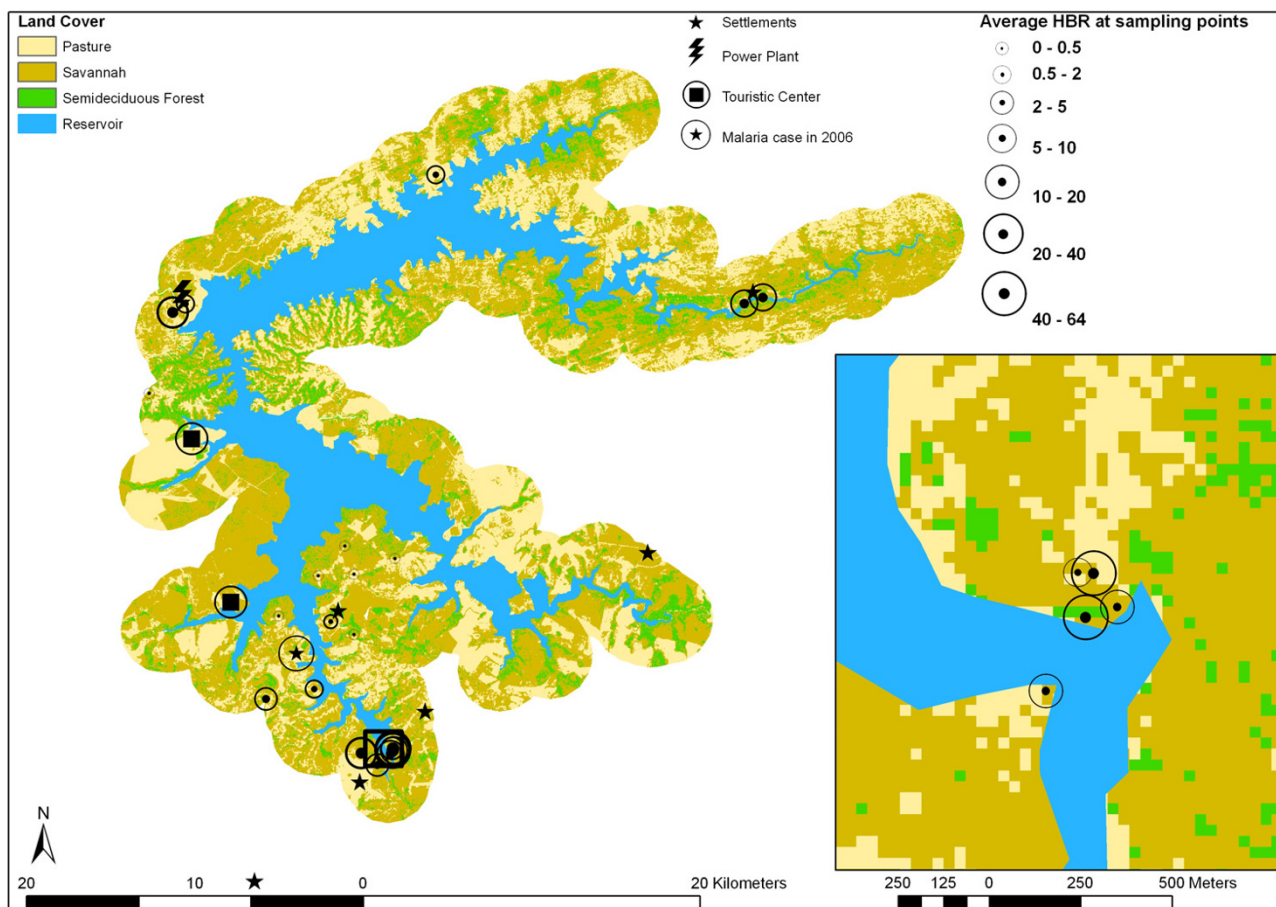 Land Cover
Pasture
Savannah
Semideciduous Forest
Reservoir
Settlements
Power Plant
Touristic Center
Malaria case in 2006
Average HBR at sampling points
0 - 0.5
0.5 - 2
2 - 5
5 - 10
10 - 20
20 - 40
40 - 64
N
20 10 0 20 Kilometers
250 125 0 250 500 Meters